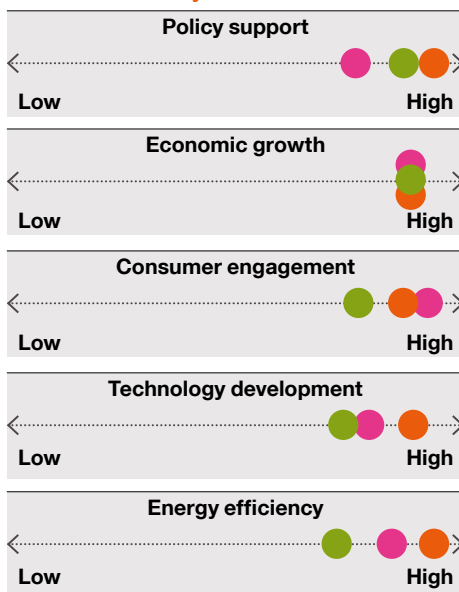 Policy support
Low High
Economic growth
Low High
Consumer engagement
Low High
Technology development
Low High
Energy efficiency
Low High